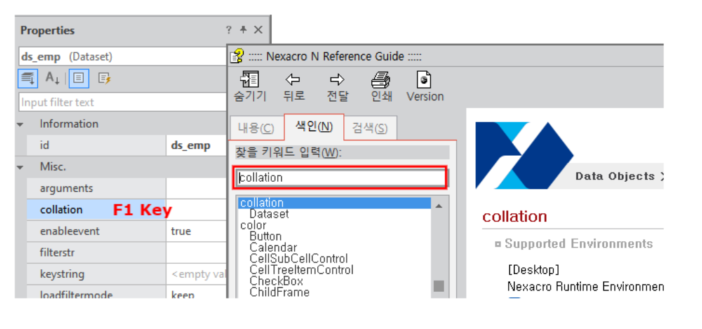 Properties
ds_emp (Dataset)
Input filter text
Information
id ds_emp
Misc.
arguments
collation F1 Key
enableevent true
filterstr
keystring <empty val
loadfiltermode keep
::::: Nexacro N Reference Guide :::::
숨기기 뒤로 전달 인쇄 Version
내용(C) 색인(N) 검색(S)
찾을 키워드 입력(W):
collation
collation
Dataset
color
Button
Calendar
CellSubCellControl
CellTreeItemControl
CheckBox
ChildFrame
Data Objects >
collation
Supported Environments
[Desktop]
Nexacro Runtime Environmen